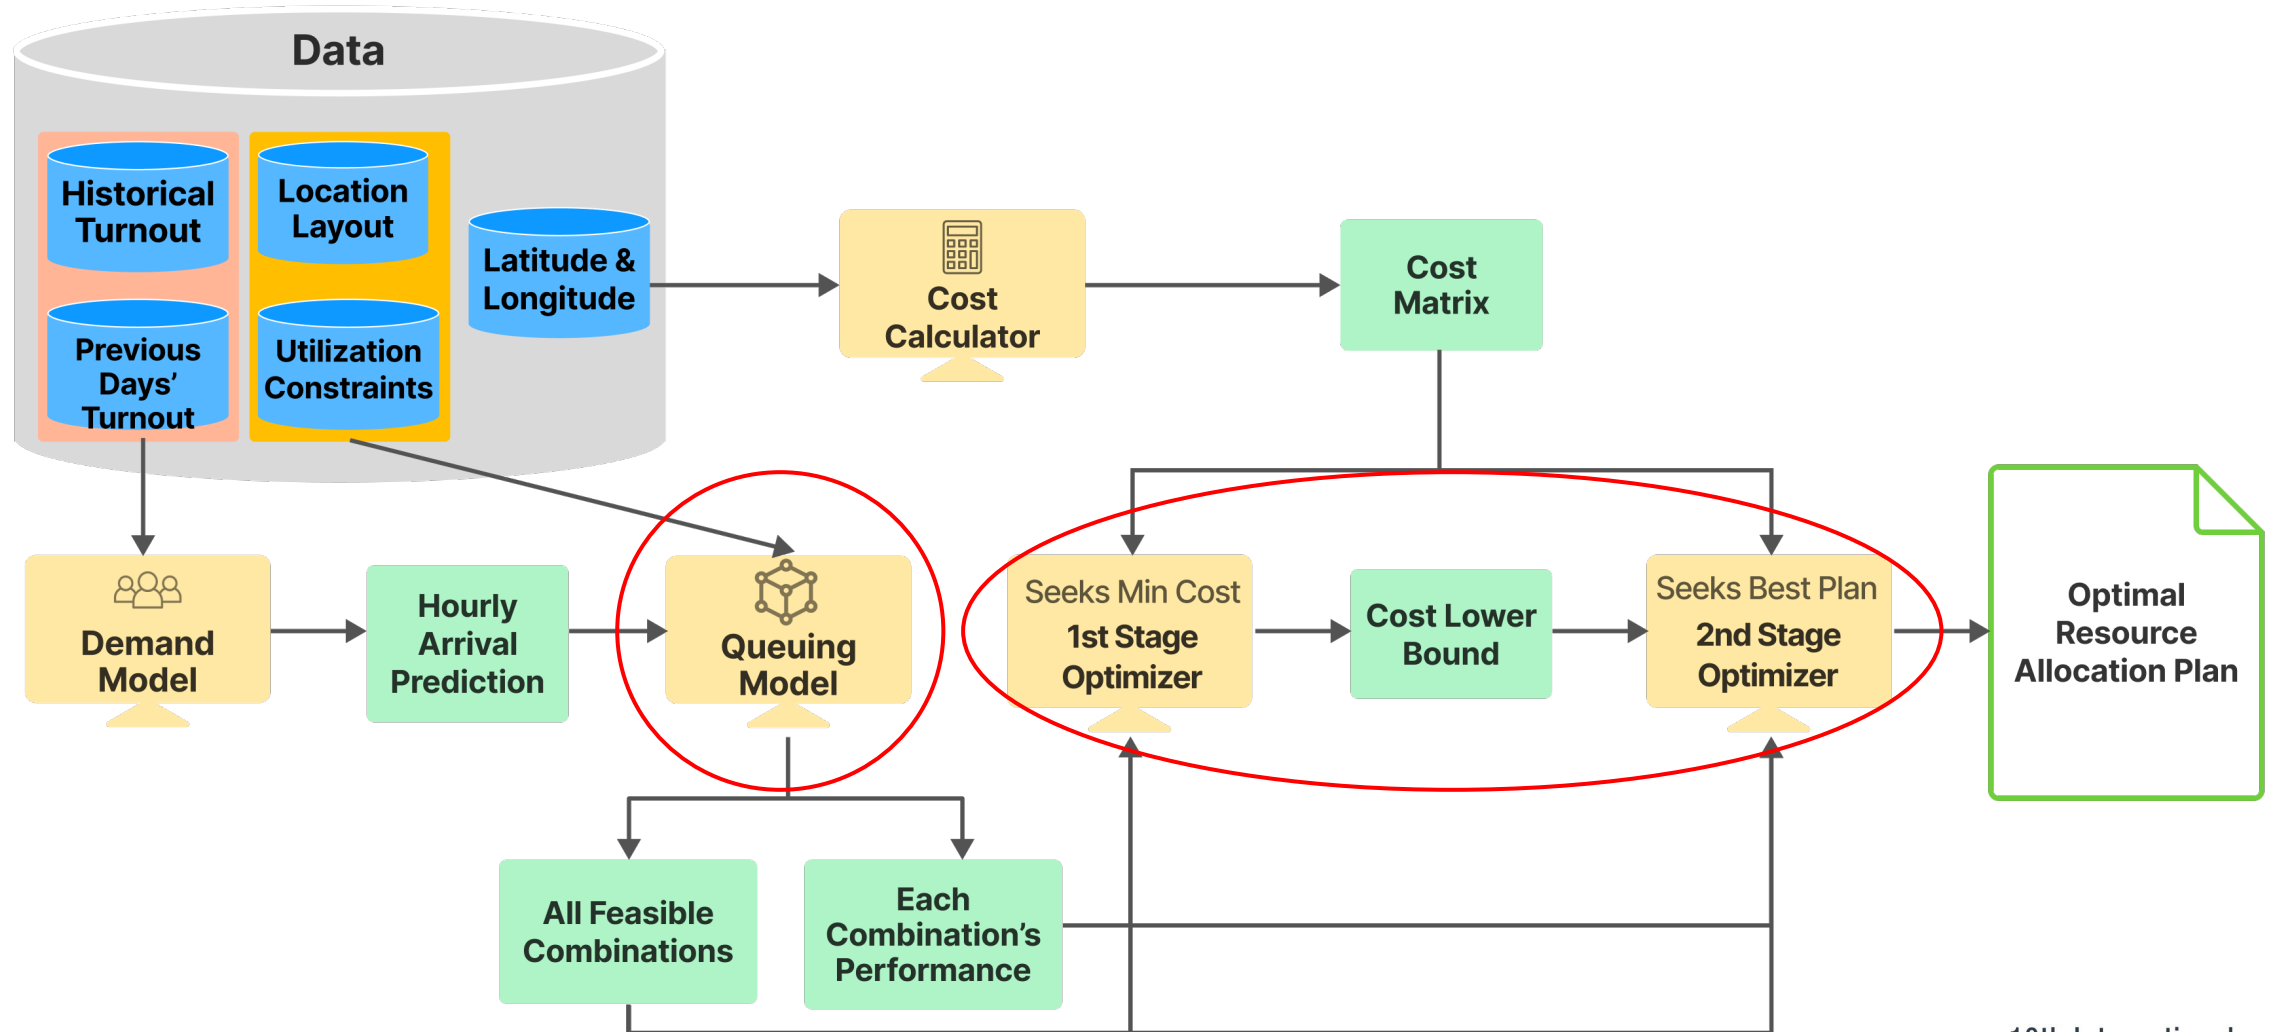 Data
Historical
Turnout
Location
Layout
Latitude &
Longitude
Previous
Days’
Turnout
Utilization
Constraints
Cost
Calculator
Cost
Matrix
Demand
Model
Hourly
Arrival
Prediction
Queuing
Model
Seeks Min Cost
1st Stage
Optimizer
Cost Lower
Bound
Seeks Best Plan
2nd Stage
Optimizer
Optimal
Resource
Allocation Plan
All Feasible
Combinations
Each
Combination’s
Performance